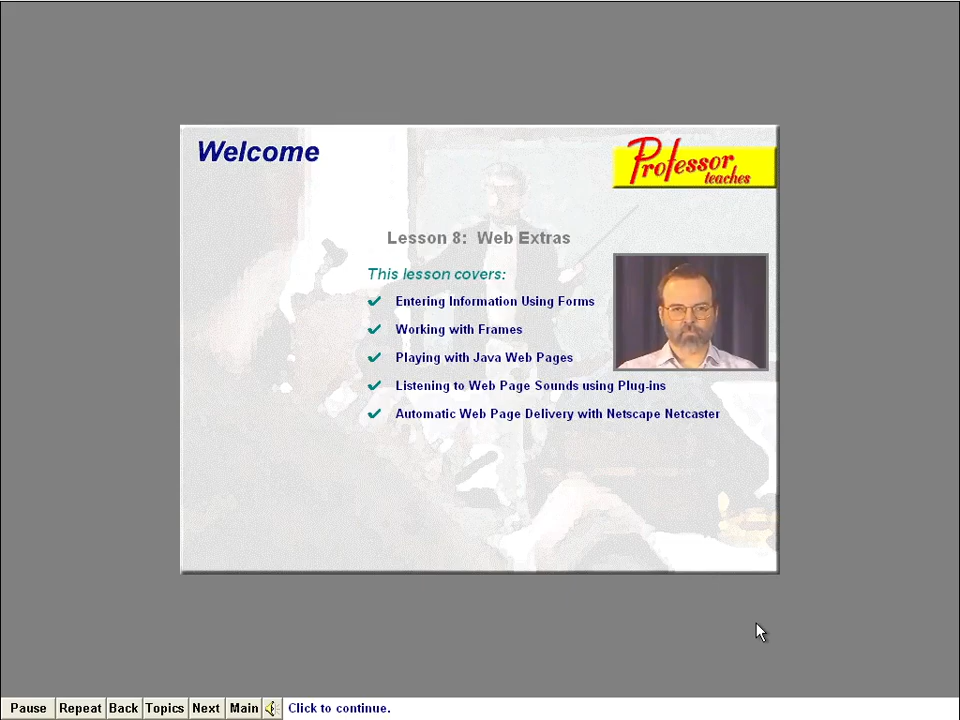 Welcome
Professor
teaches
Lesson 8: Web Extras
This lesson covers:
Entering Information Using Forms
Working with Frames
Playing with Java Web Pages
Listening to Web Page Sounds using Plug-ins
Automatic Web Page Delivery with Netscape Netcaster
Pause Repeat Back Topics Next Main Click to continue.